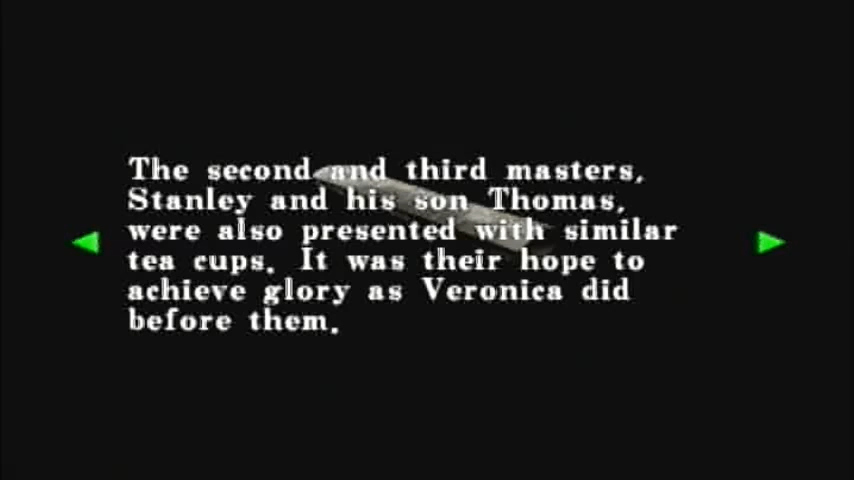 The second and third masters,
Stanley and his son Thomas,
were also presented with similar
tea cups. It was their hope to
achieve glory as Veronica did
before them.